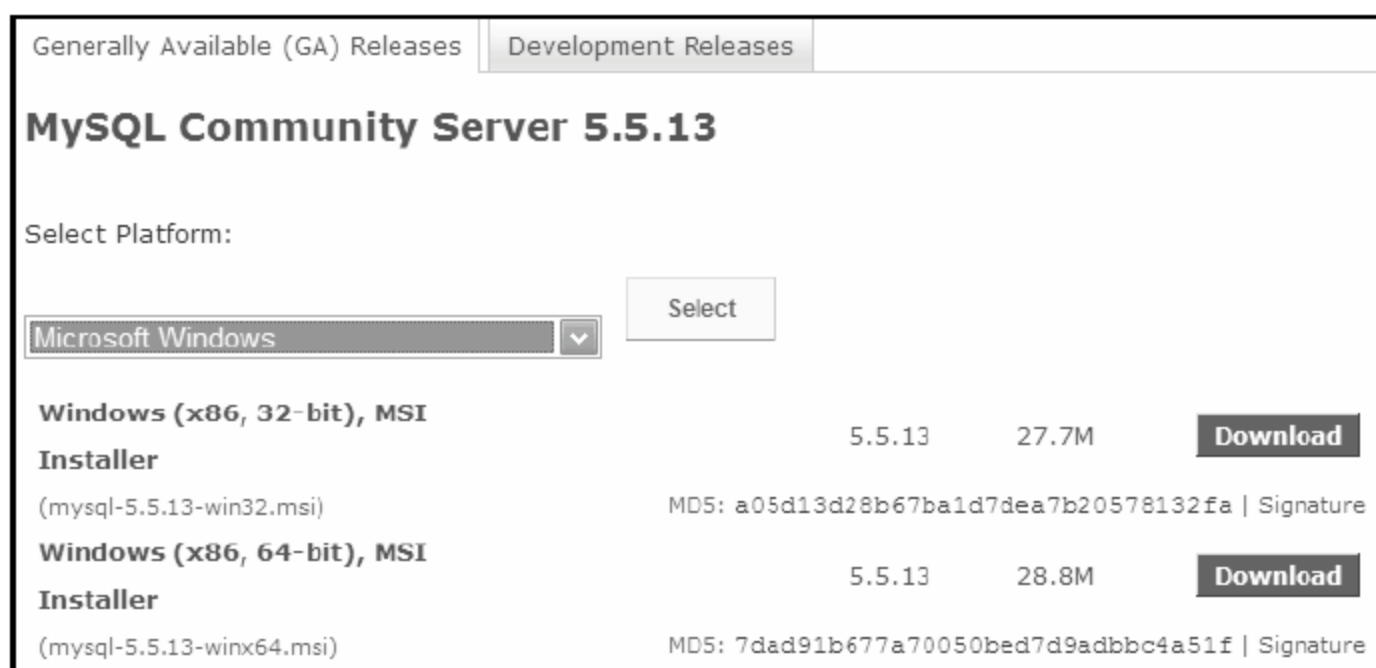 Generally Available (GA) Releases
Development Releases
MySQL Community Server 5.5.13
Select Platform:
Select
Microsoft Windows
Windows (x86, 32-bit), MSI
Installer
5.5.13
27.7M
Download
(mysql-5.5.13-win32.msi)
MD5: a05d13d28b67ba1d7dea7b20578132fa | Signature
Windows (x86, 64-bit), MSI
Installer
5.5.13
28.8M
Download
(mysql-5.5.13-winx64.msi)
MD5: 7dad91b677a70050bed7d9adbbc4a51f | Signature